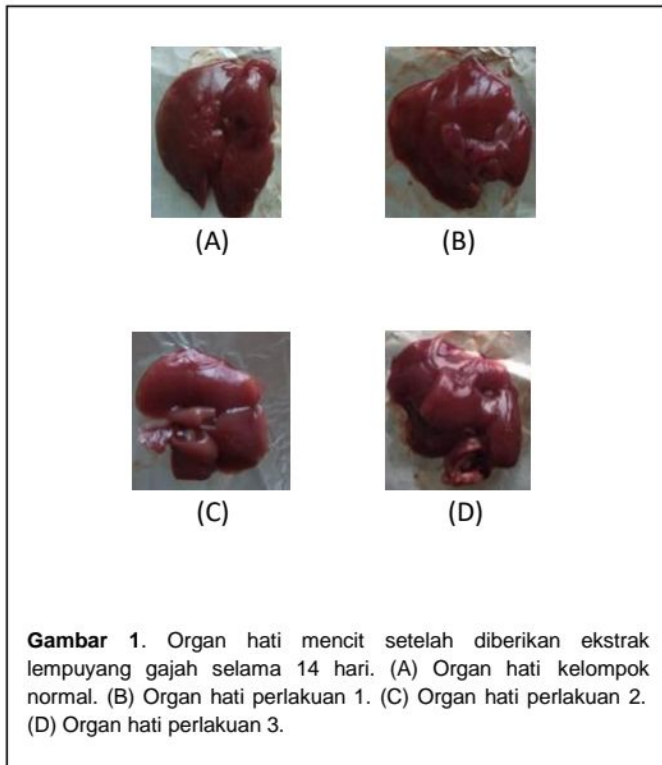 (A)
(B)
(C)
(D)
Gambar 1. Organ hati mencit setelah diberikan ekstrak
lempuyang gajah selama 14 hari. (A) Organ hati kelompok
normal. (B) Organ hati perlakuan 1. (C) Organ hati perlakuan 2.
(D) Organ hati perlakuan 3.